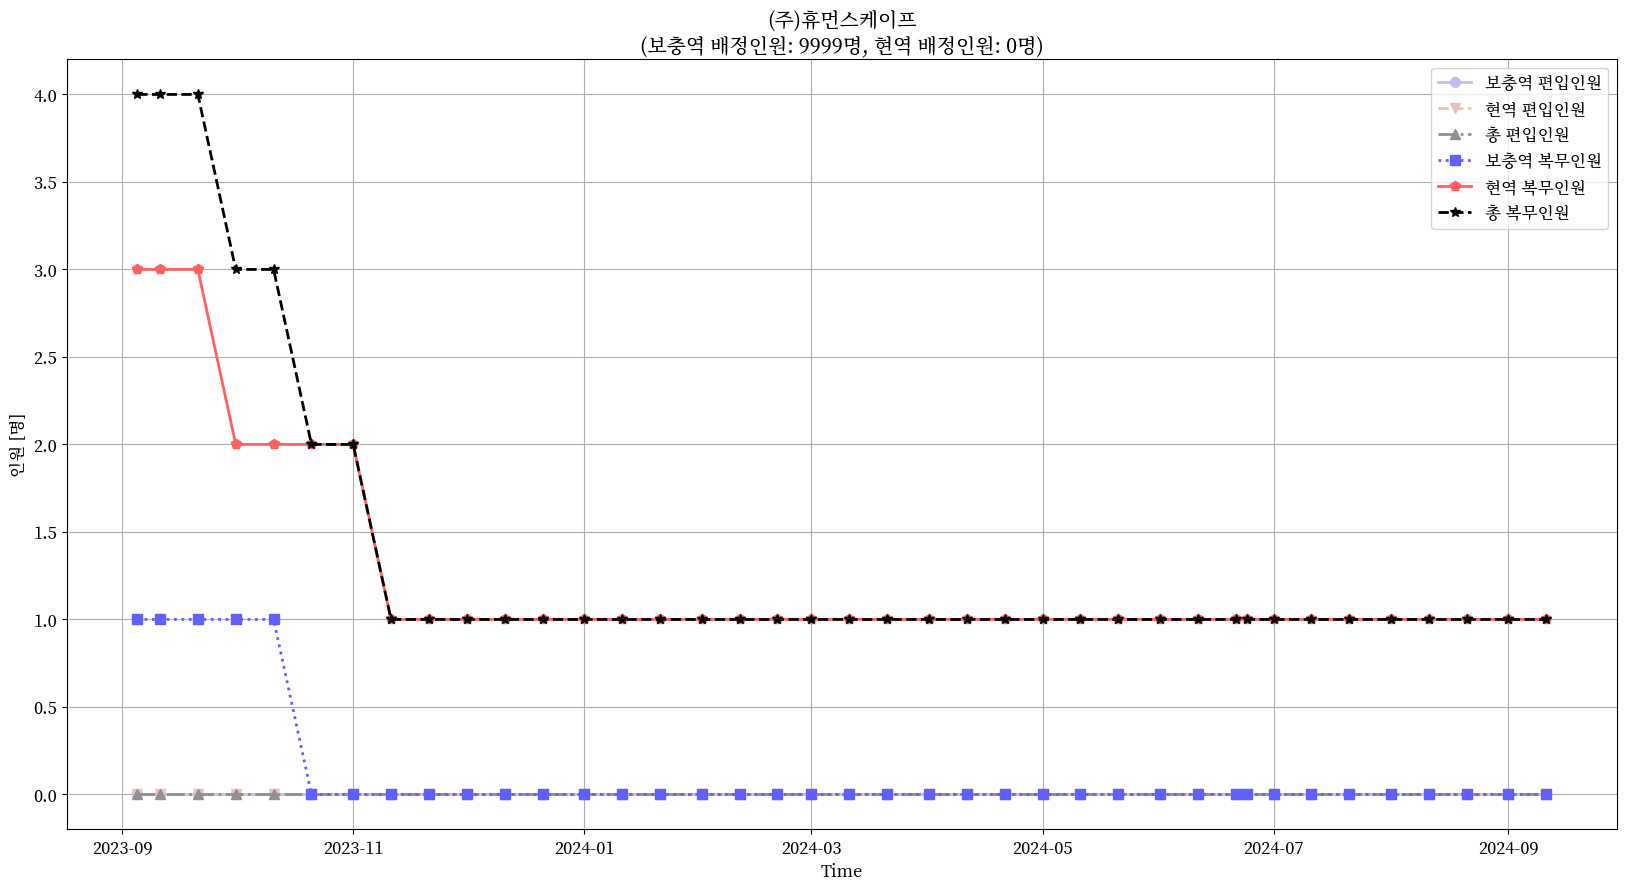 (주)휴먼스케이프
(보충역 배정인원: 9999명, 현역 배정인원: 0명)
보충역 편입인원
현역 편입인원
총 편입인원
보충역 복무인원
현역 복무인원
총 복무인원
인원 [명]
4.0
3.5
3.0
2.5
2.0
1.5
1.0
0.5
0.0
2023-09 2023-11 2024-01 2024-03 2024-05 2024-07 2024-09
Time